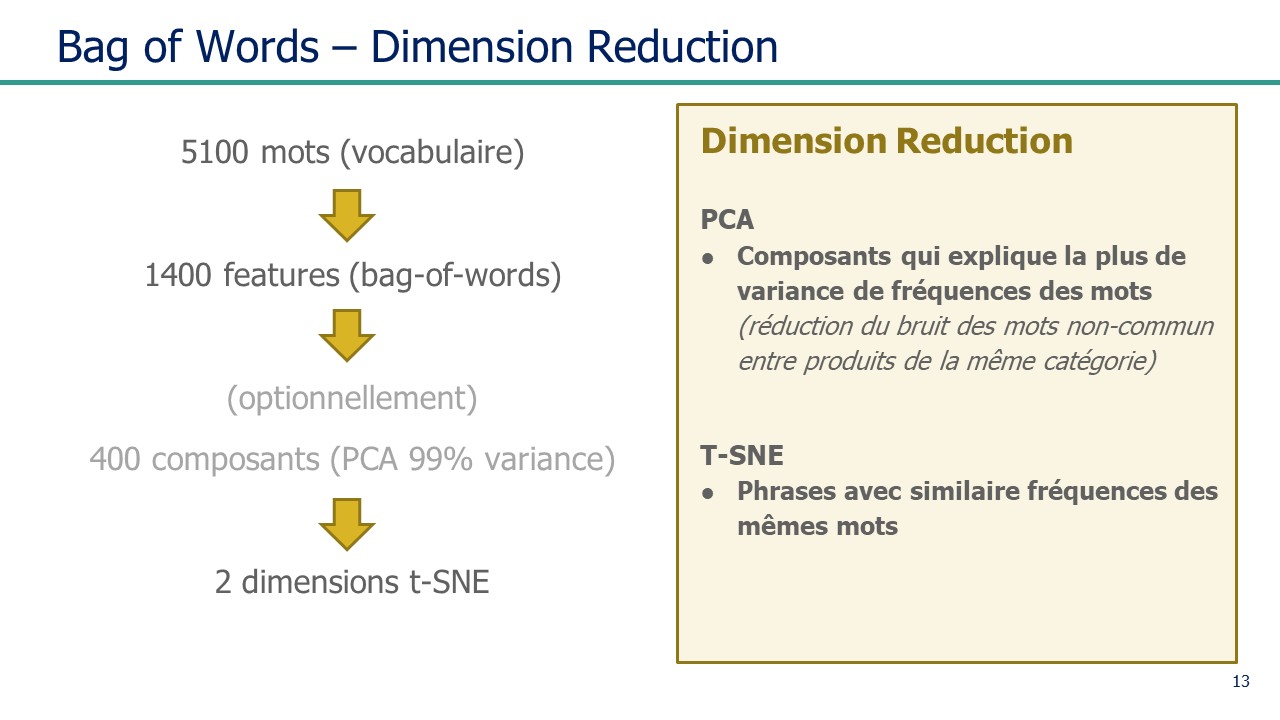 Bag of Words – Dimension Reduction
5100 mots (vocabulaire)
1400 features (bag-of-words)
(optionnellement)
400 composants (PCA 99% variance)
2 dimensions t-SNE
Dimension Reduction
PCA
● Composants qui explique la plus de
variance de fréquences des mots
(réduction du bruit des mots non-commun
entre produits de la même catégorie)
T-SNE
● Phrases avec similaire fréquences des
mêmes mots
13